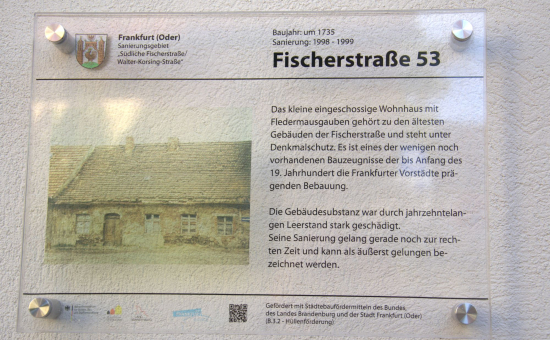 Frankfurt (Oder)
Sanierungsgebiet
„Südliche Fischerstraße/
Walter-Korsing-Straße"
Baujahr: um 1735
Sanierung: 1998 - 1999
Fischerstraße 53
Das kleine eingeschossige Wohnhaus mit
Fledermausgauben gehört zu den ältesten
Gebäuden der Fischerstraße und steht unter
Denkmalschutz. Es ist eines der wenigen noch
vorhandenen Bauzeugnisse der bis Anfang des
19. Jahrhundert die Frankfurter Vorstädte prä-
genden Bebauung.
Die Gebäudesubstanz war durch jahrzehntelan-
gen Leerstand stark geschädigt.
Seine Sanierung gelang gerade noch zur rech-
ten Zeit und kann als äußerst gelungen be-
zeichnet werden.
Gefördert mit Städtebaufördermitteln des Bundes,
des Landes Brandenburg und der Stadt Frankfurt (Oder)
(B.3.2 - Hüllenförderung)